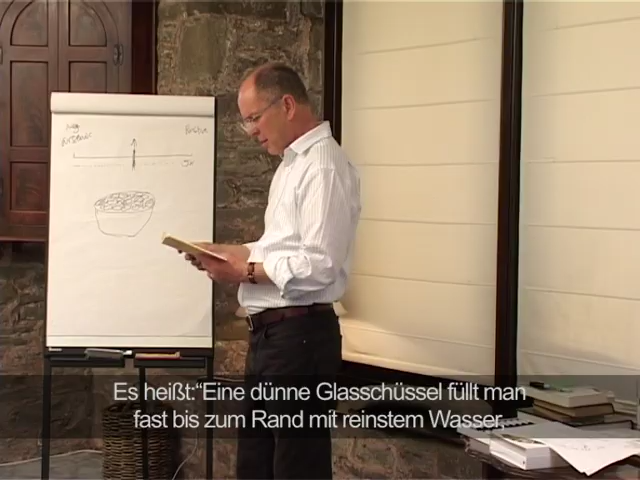 Es heißt:“Eine dünne Glasschüssel füllt man
fast bis zum Rand mit reinstem Wasser,